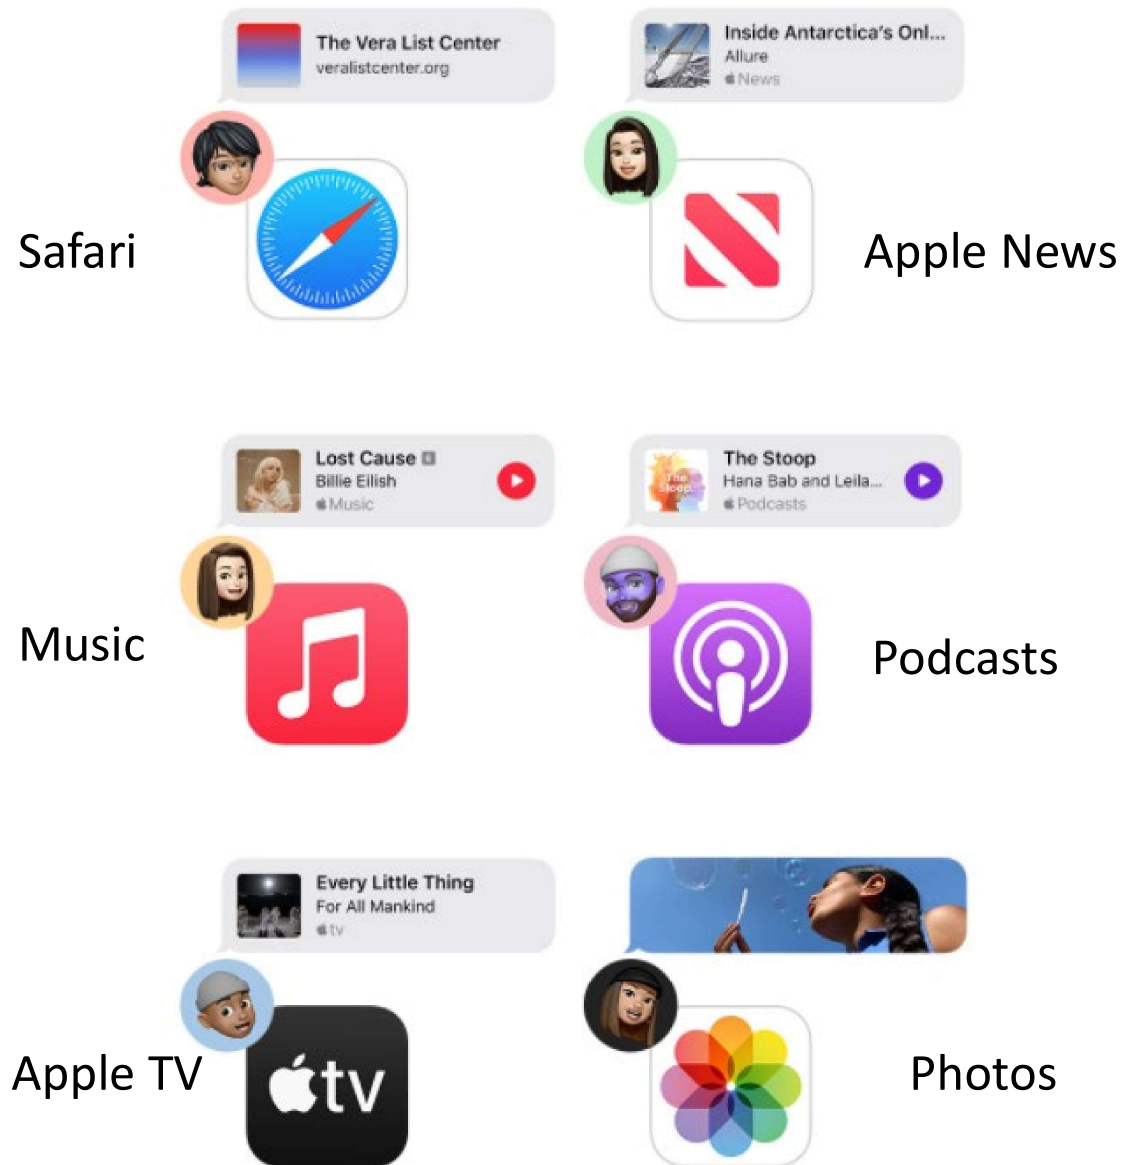 The Vera List Center
veralistcenter.org
Inside Antarctica's Onl...
Allure
News
Safari
Apple News
Lost Cause E
Billie Eilish
Music
The Stoop
Hana Bab and Leila...
Podcasts
The
Stoop.
Music
Podcasts
Every Little Thing
For All Mankind
tv
Apple TV
tv
Photos